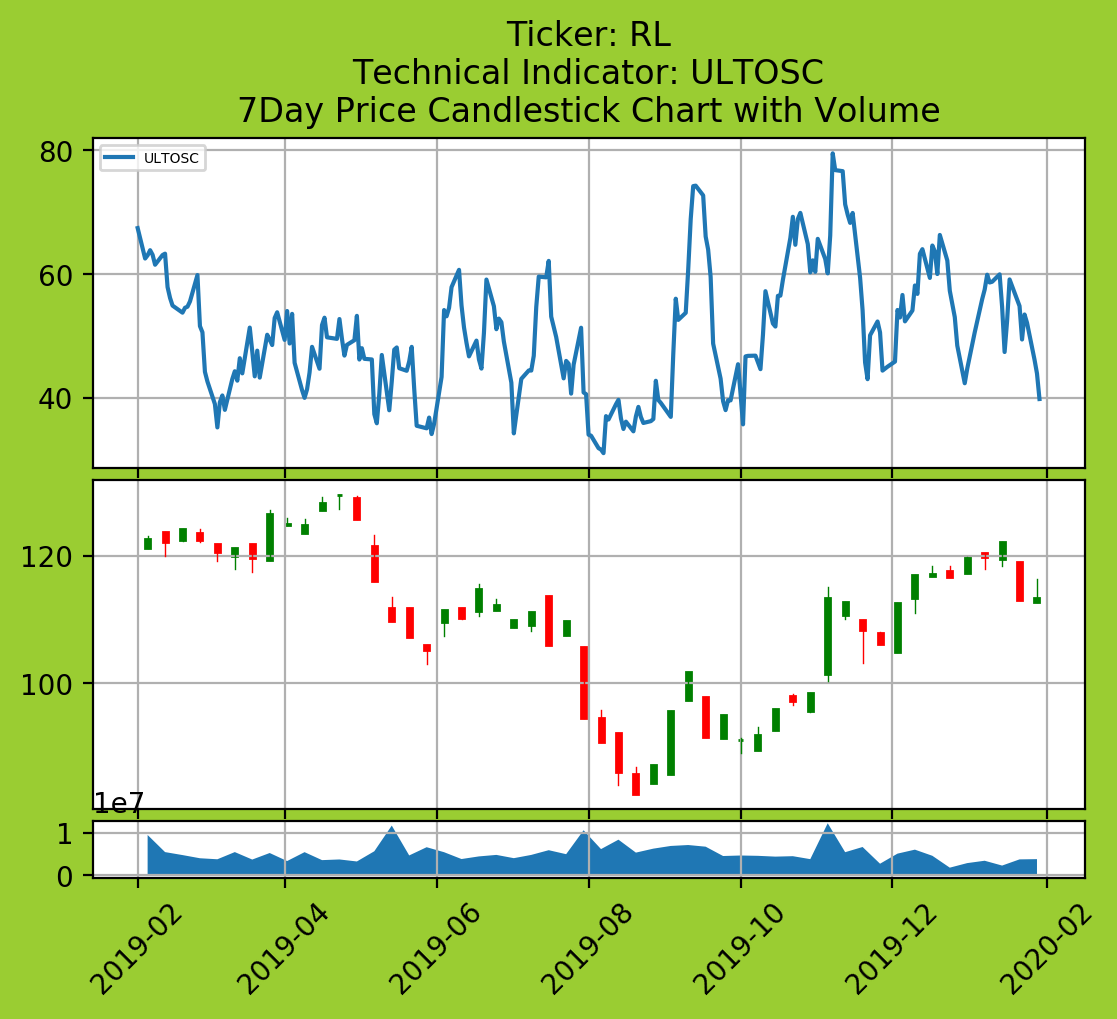 Ticker: RL
Technical Indicator: ULTOSC
7Day Price Candlestick Chart with Volume
80
ULTOSC
60
40
120
100
1e7
1
0
2019-02
2019-04
2019-06
2019-08
2019-10
2019-12
2020-02